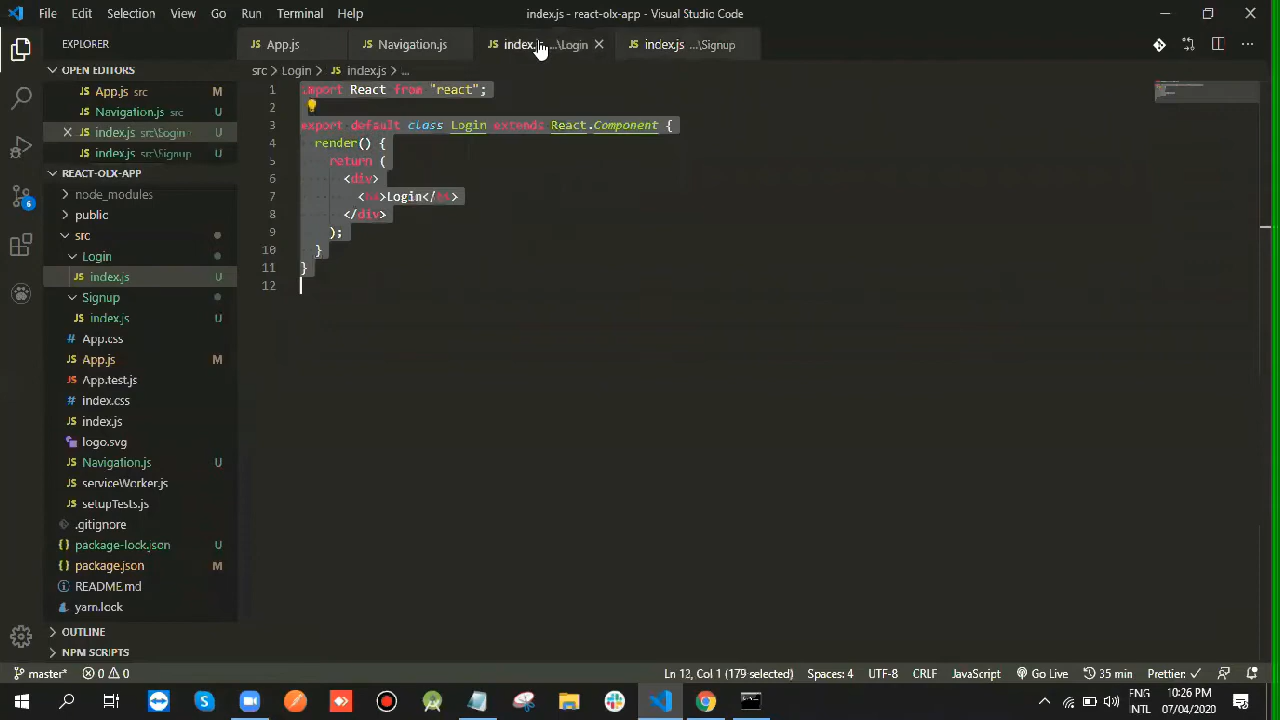 File Edit Selection View Go Run Terminal Help
index.js - react-olx-app - Visual Studio Code
EXPLORER
App.js
Navigation.js
index.js ...\Login
index.js ...\Signup
OPEN EDITORS
App.js src M
Navigation.js src U
index.js src\Login U
index.js src\Signup U
REACT-OLX-APP
node_modules
public
src
Login
index.js U
Signup
index.js U
App.css
App.js M
App.test.js
index.css
index.js
logo.svg
Navigation.js U
serviceWorker.js
setupTests.js
.gitignore
package-lock.json U
package.json M
README.md
yarn.lock
OUTLINE
NPM SCRIPTS
6
src > Login > index.js > ...
1 import React from "react";
2
3 export default class Login extends React.Component {
4 render() {
5 return (
6 <div>
7 Login
8 </div>
9 );
10 }
11 }
12
master* 0 0
Ln 12, Col 1 (179 selected) Spaces: 4 UTF-8 CRLF JavaScript Go Live 35 min Prettier: ✓
ENG
INTL
10:26 PM
07/04/2020